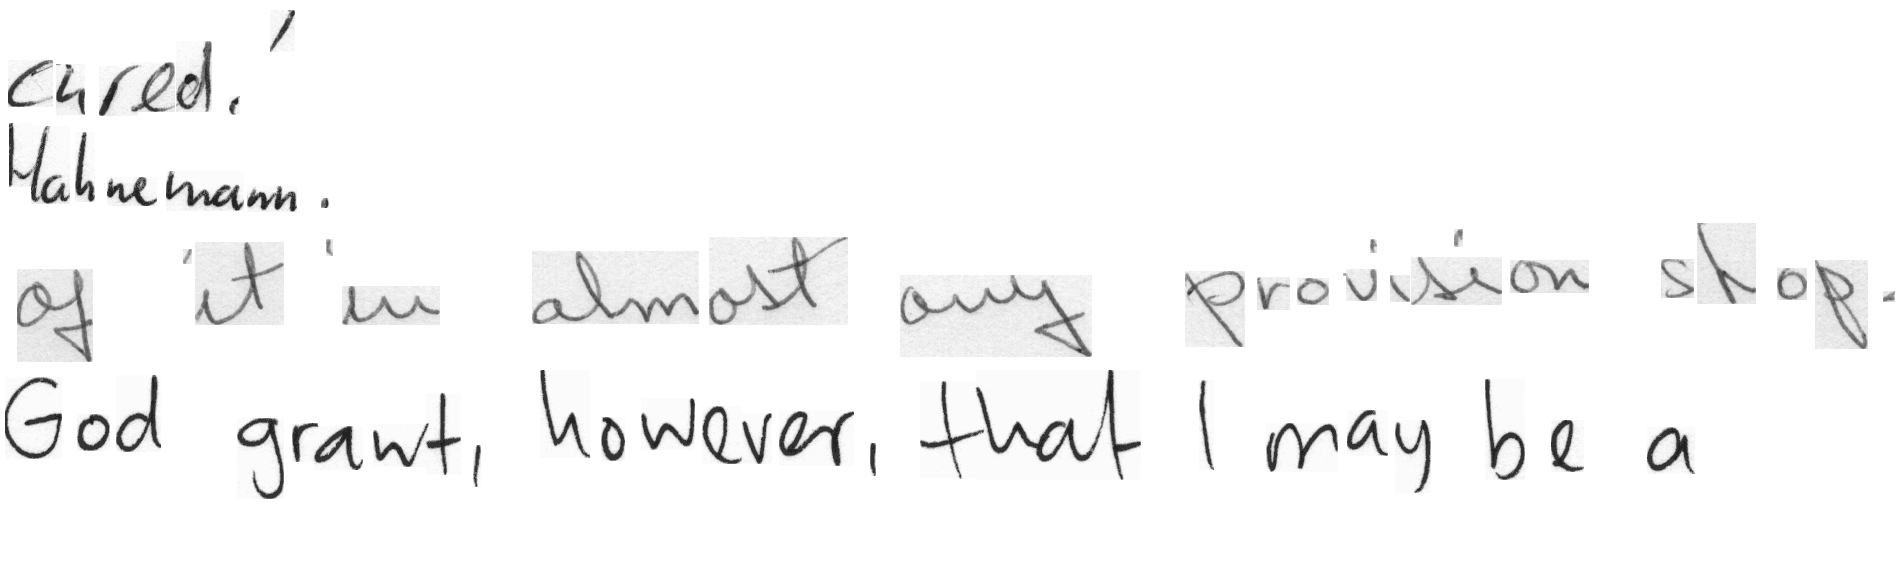 cured.'
Hahnemann.
of it in almost any provision shop.
God grant, however, that I may be a